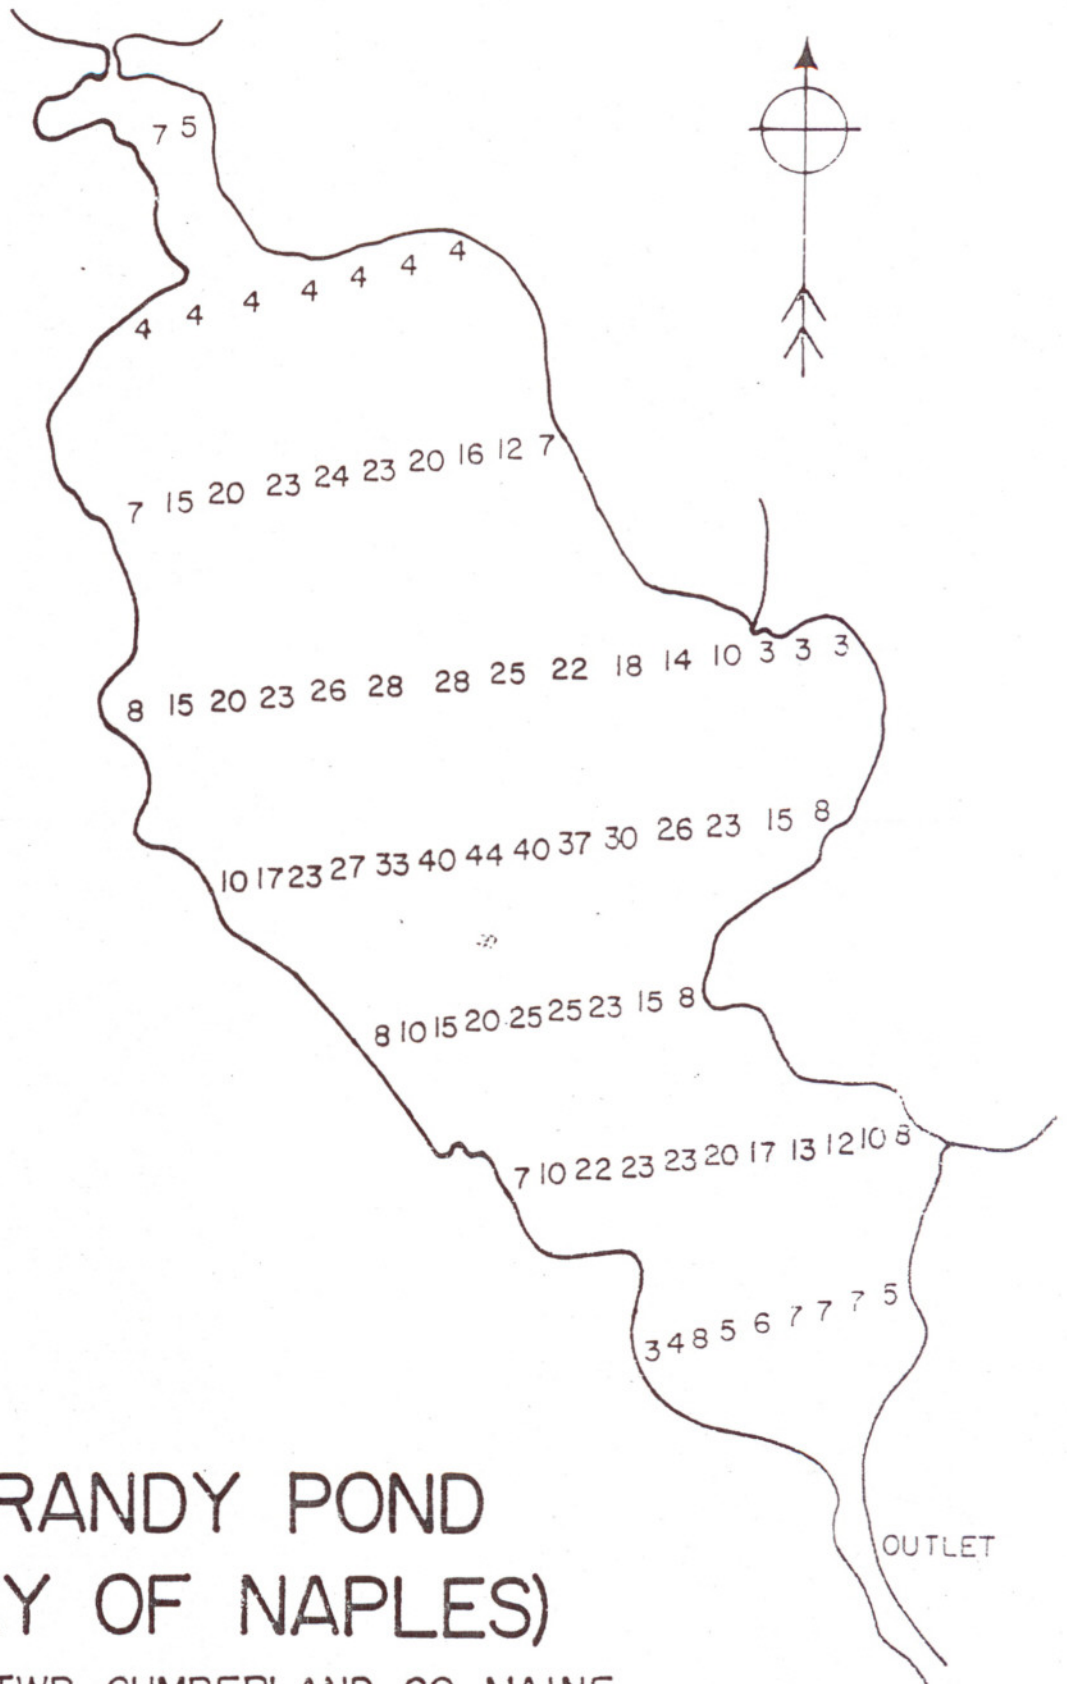 7 5
4 4 4 4 4 4 4
7 15 20 23 24 23 20 16 12 7
8 15 20 23 26 28 28 25 22 18 14 10 3 3 3
10 17 23 27 33 40 44 40 37 30 26 23 15 8
8 10 15 20 25 25 23 15 8
7 10 22 23 23 20 17 13 12 10 8
3 4 8 5 6 7 7 7 5
OUTLET
RANDY POND
Y OF NAPLES)
TWP. CUMBERLAND CO. MAINE